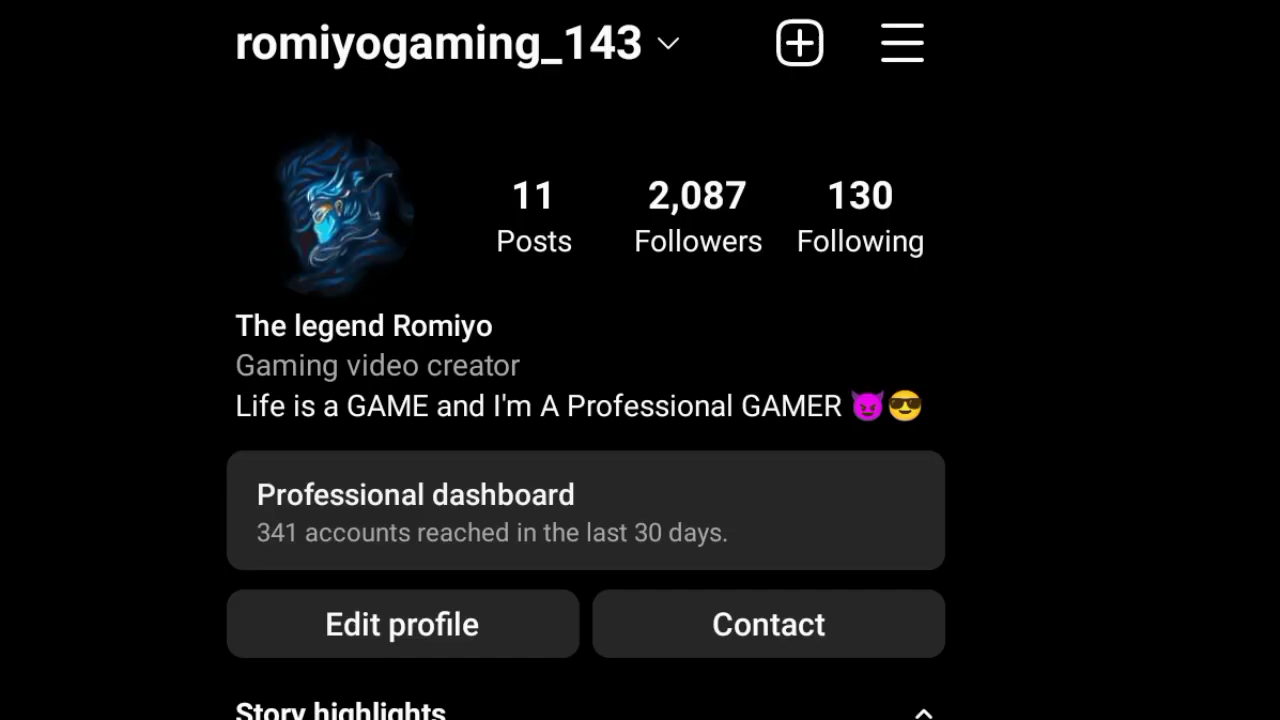 romiyogaming_143
11 2,087 130
Posts Followers Following
The legend Romiyo
Gaming video creator
Life is a GAME and I'm A Professional GAMER 😈😎
Professional dashboard
341 accounts reached in the last 30 days.
Edit profile Contact
Story highlights